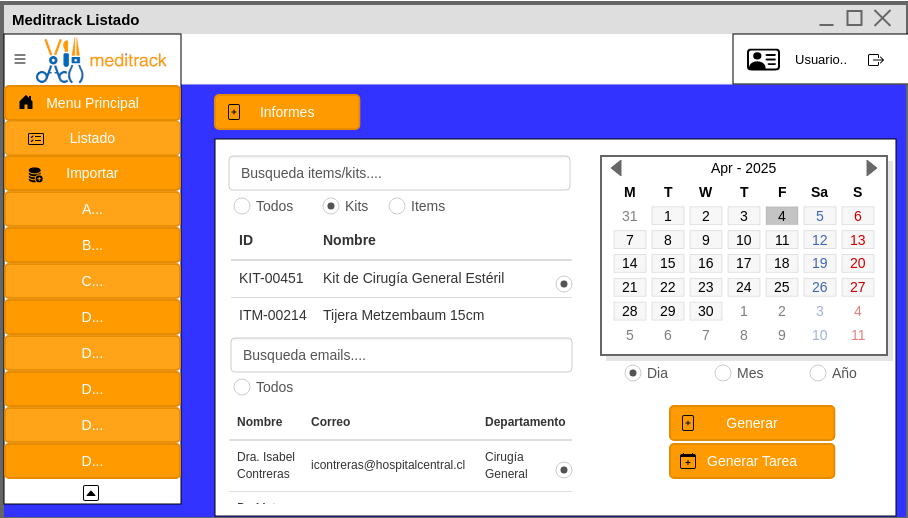 Meditrack Listado
meditrack
Usuario..
Menu Principal
Listado
Importar
A...
B...
C...
D...
D...
D...
D...
D...
Informes
Busqueda items/kits....
Todos Kits Items
ID Nombre
KIT-00451 Kit de Cirugía General Estéril
ITM-00214 Tijera Metzembaum 15cm
Busqueda emails....
Todos
Nombre Correo Departamento
Dra. Isabel Contreras icontreras@hospitalcentral.cl Cirugía General
Apr - 2025
M T W T F Sa S
31 1 2 3 4 5 6
7 8 9 10 11 12 13
14 15 16 17 18 19 20
21 22 23 24 25 26 27
28 29 30 1 2 3 4
5 6 7 8 9 10 11
Dia Mes Año
Generar
Generar Tarea